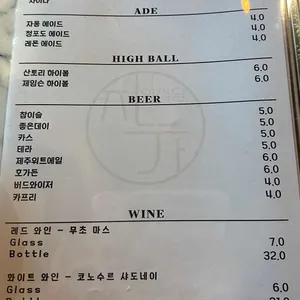 ADE
자몽 에이드 4.0
청포도 에이드 4.0
레몬 에이드 4.0
HIGH BALL
산토리 하이볼 6.0
제임슨 하이볼 6.0
BEER
참이슬 5.0
좋은데이 5.0
카스 5.0
테라 5.0
제주위트에일 6.0
호가든 6.0
버드와이저 4.0
카프리 4.0
WINE
레드 와인 - 무초 마스
Glass 7.0
Bottle 32.0
화이트 와인 - 코노수르 샤도네이
Glass 6.0